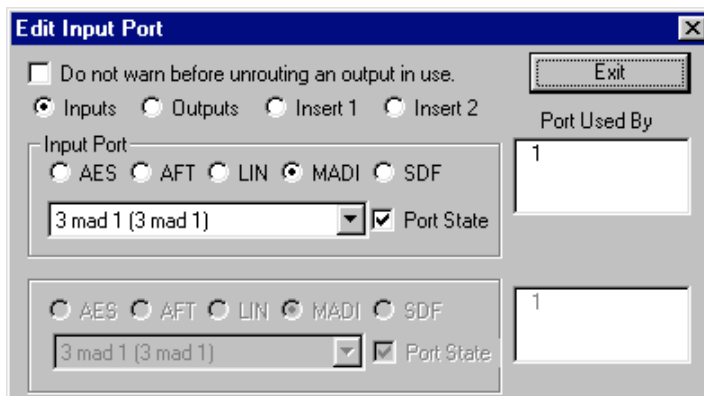 Edit Input Port
Do not warn before unrouting an output in use.
Exit
Inputs Outputs Insert 1 Insert 2
Port Used By
Input Port
1
AES AFT LIN MADI SDF
3 mad 1 (3 mad 1) Port State
1
AES AFT LIN MADI SDF
3 mad 1 (3 mad 1) Port State